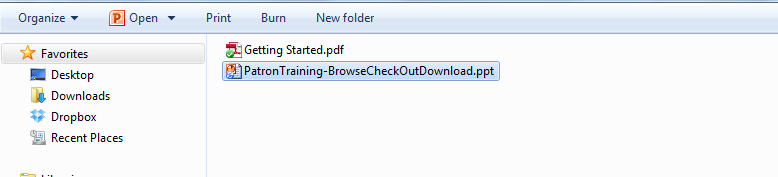 Organize Open Print Burn New folder
Favorites
Desktop
Downloads
Dropbox
Recent Places
Getting Started.pdf
PatronTraining-BrowseCheckOutDownload.ppt